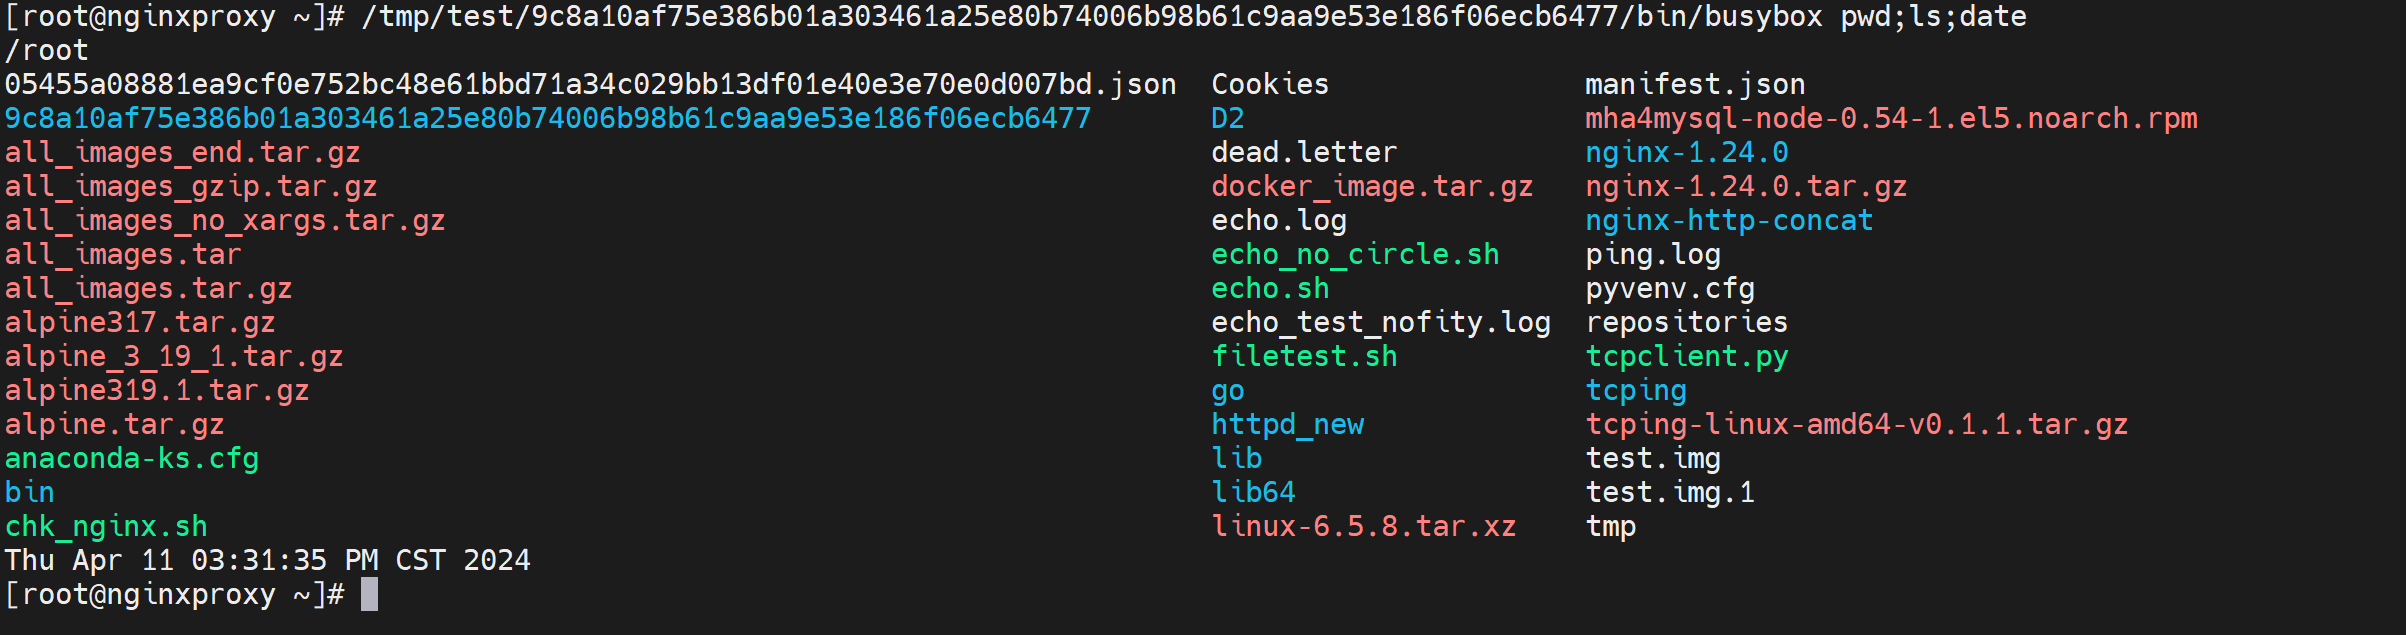 [root@nginxproxy ~]# /tmp/test/9c8a10af75e386b01a303461a25e80b74006b98b61c9aa9e53e186f06ecb6477/bin/busybox pwd;ls;date
/root
05455a08881ea9cf0e752bc48e61bbd71a34c029bb13df01e40e3e70e0d007bd.json  Cookies               manifest.json
9c8a10af75e386b01a303461a25e80b74006b98b61c9aa9e53e186f06ecb6477       D2                    mha4mysql-node-0.54-1.el5.noarch.rpm
all_images_end.tar.gz                                                  dead.letter           nginx-1.24.0
all_images_gzip.tar.gz                                                 docker_image.tar.gz   nginx-1.24.0.tar.gz
all_images_no_xargs.tar.gz                                             echo.log              nginx-http-concat
all_images.tar                                                         echo_no_circle.sh     ping.log
all_images.tar.gz                                                      echo.sh               pyvenv.cfg
alpine317.tar.gz                                                       echo_test_nofity.log  repositories
alpine_3_19_1.tar.gz                                                   filetest.sh           tcpclient.py
alpine319.1.tar.gz                                                     go                    tcping
alpine.tar.gz                                                          httpd_new             tcping-linux-amd64-v0.1.1.tar.gz
anaconda-ks.cfg                                                        lib                   test.img
bin                                                                    lib64                 test.img.1
chk_nginx.sh                                                           linux-6.5.8.tar.xz    tmp
Thu Apr 11 03:31:35 PM CST 2024
[root@nginxproxy ~]#